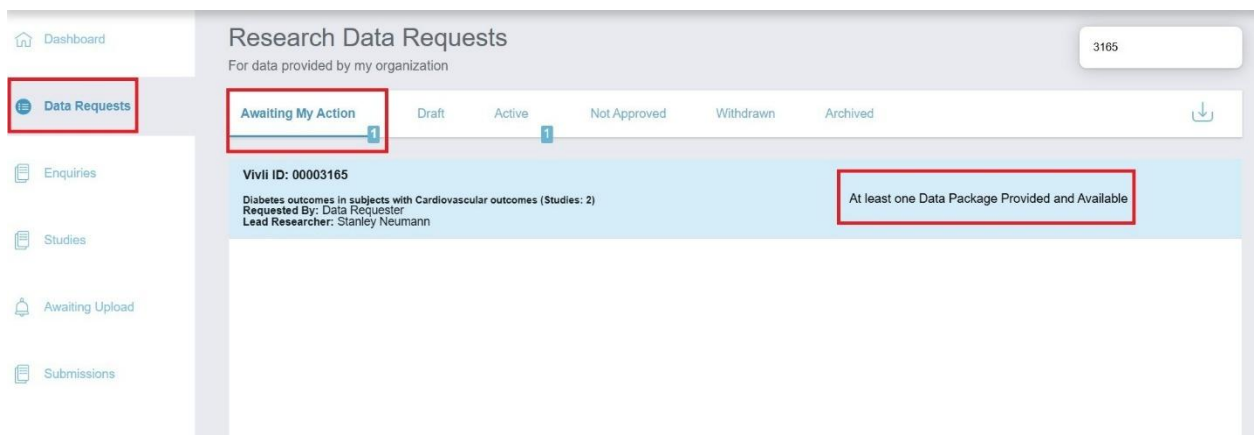 Dashboard
Data Requests
Enquiries
Studies
Awaiting Upload
Submissions
Research Data Requests
For data provided by my organization
3165
Awaiting My Action 1
Draft
Active 1
Not Approved
Withdrawn
Archived
Vivli ID: 00003165
Diabetes outcomes in subjects with Cardiovascular outcomes (Studies: 2)
Requested By: Data Requester
Lead Researcher: Stanley Neumann
At least one Data Package Provided and Available